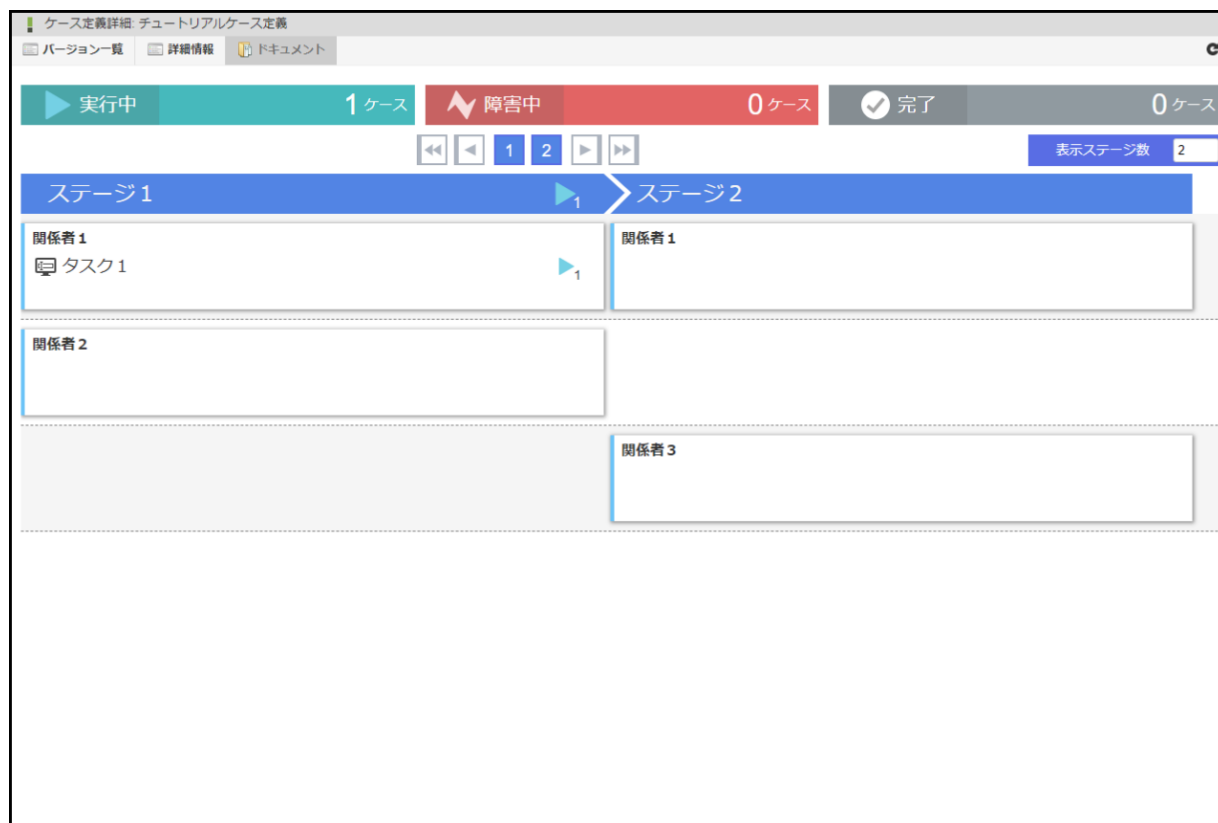 ケース定義詳細: チュートリアルケース定義
バージョン一覧 詳細情報 ドキュメント
実行中 1 ケース 障害中 0 ケース 完了 0 ケース
1 2 表示ステージ数 2
ステージ1 1 ステージ2
関係者1 関係者1
タスク1 1
関係者2
関係者3